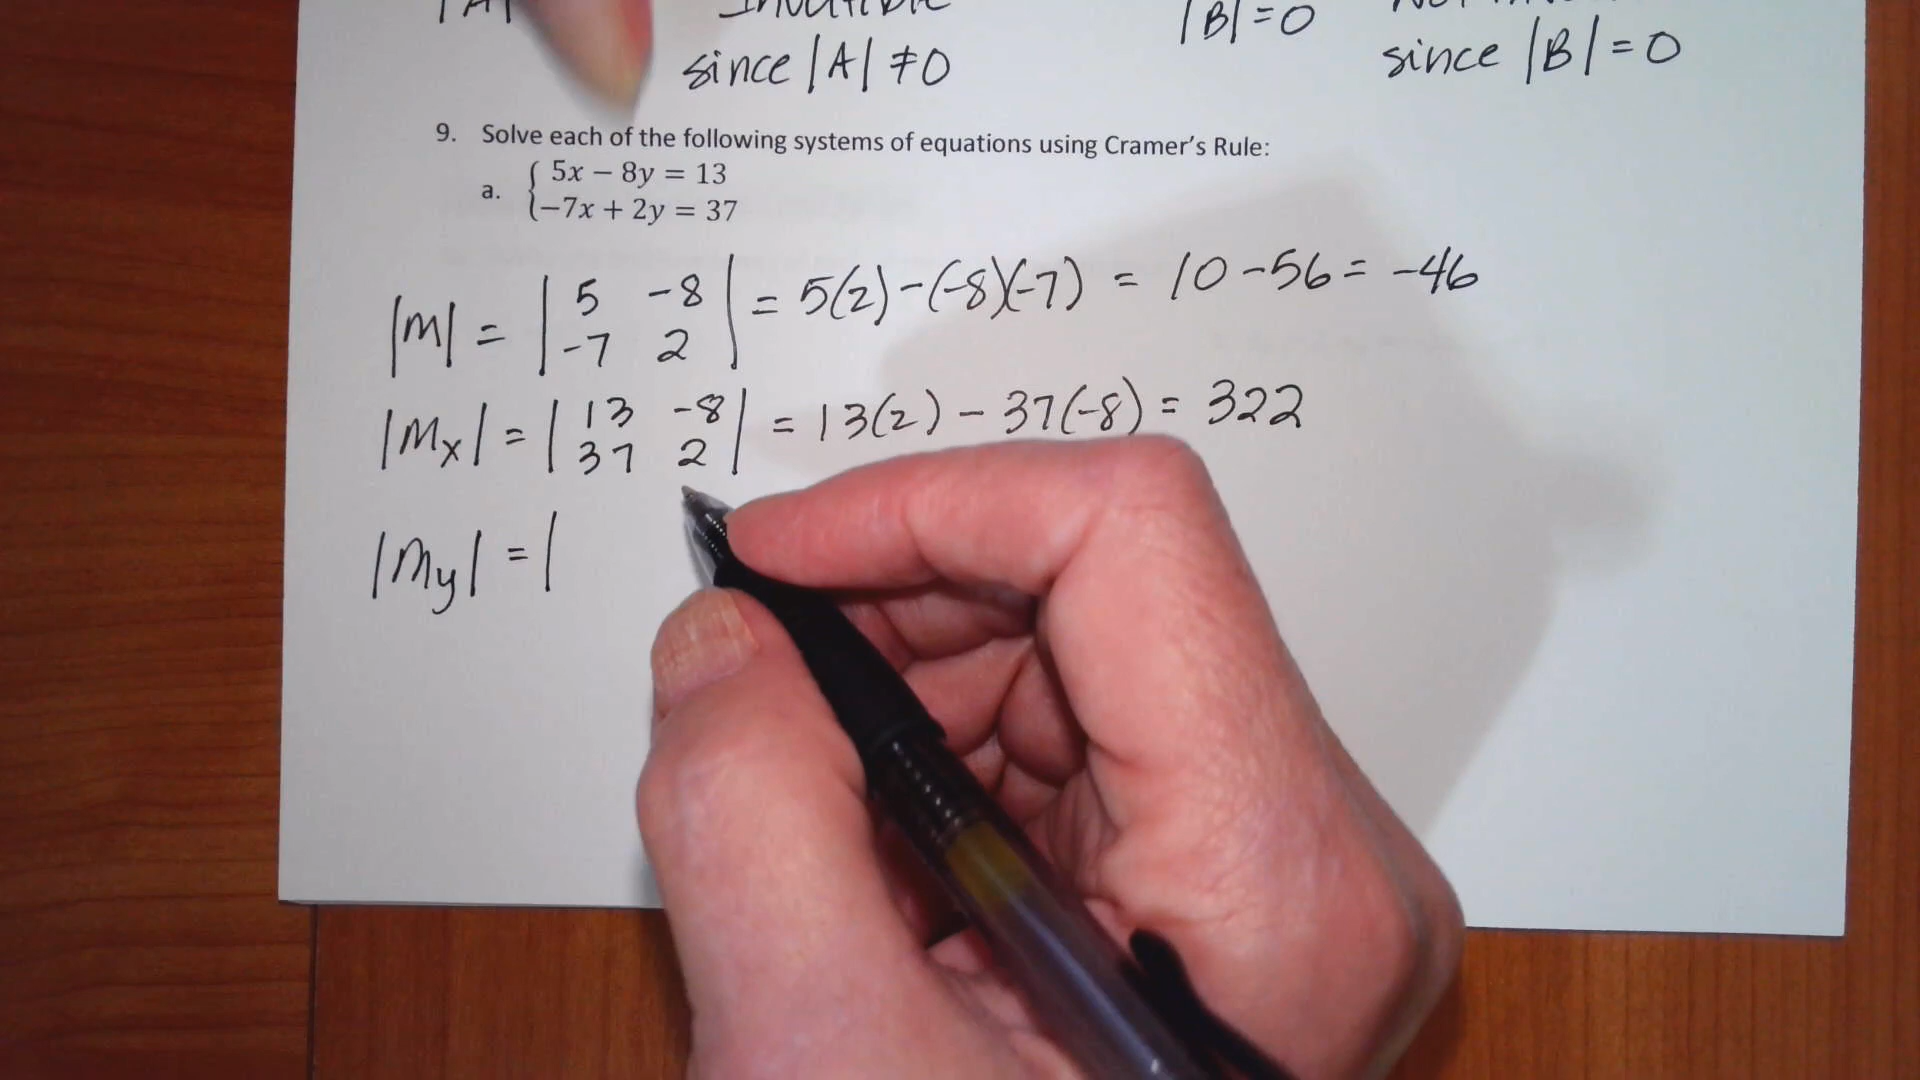 |A|
|B| = 0
since |A| ≠ 0
since |B| = 0
9. Solve each of the following systems of equations using Cramer's Rule:
a. { 5x − 8y = 13
−7x + 2y = 37
|M| = | 5 -8 | = 5(2) - (-8)(-7) = 10 - 56 = -46
-7 2
|Mx| = | 13 -8 | = 13(2) - 37(-8) = 322
37 2
|My| = |